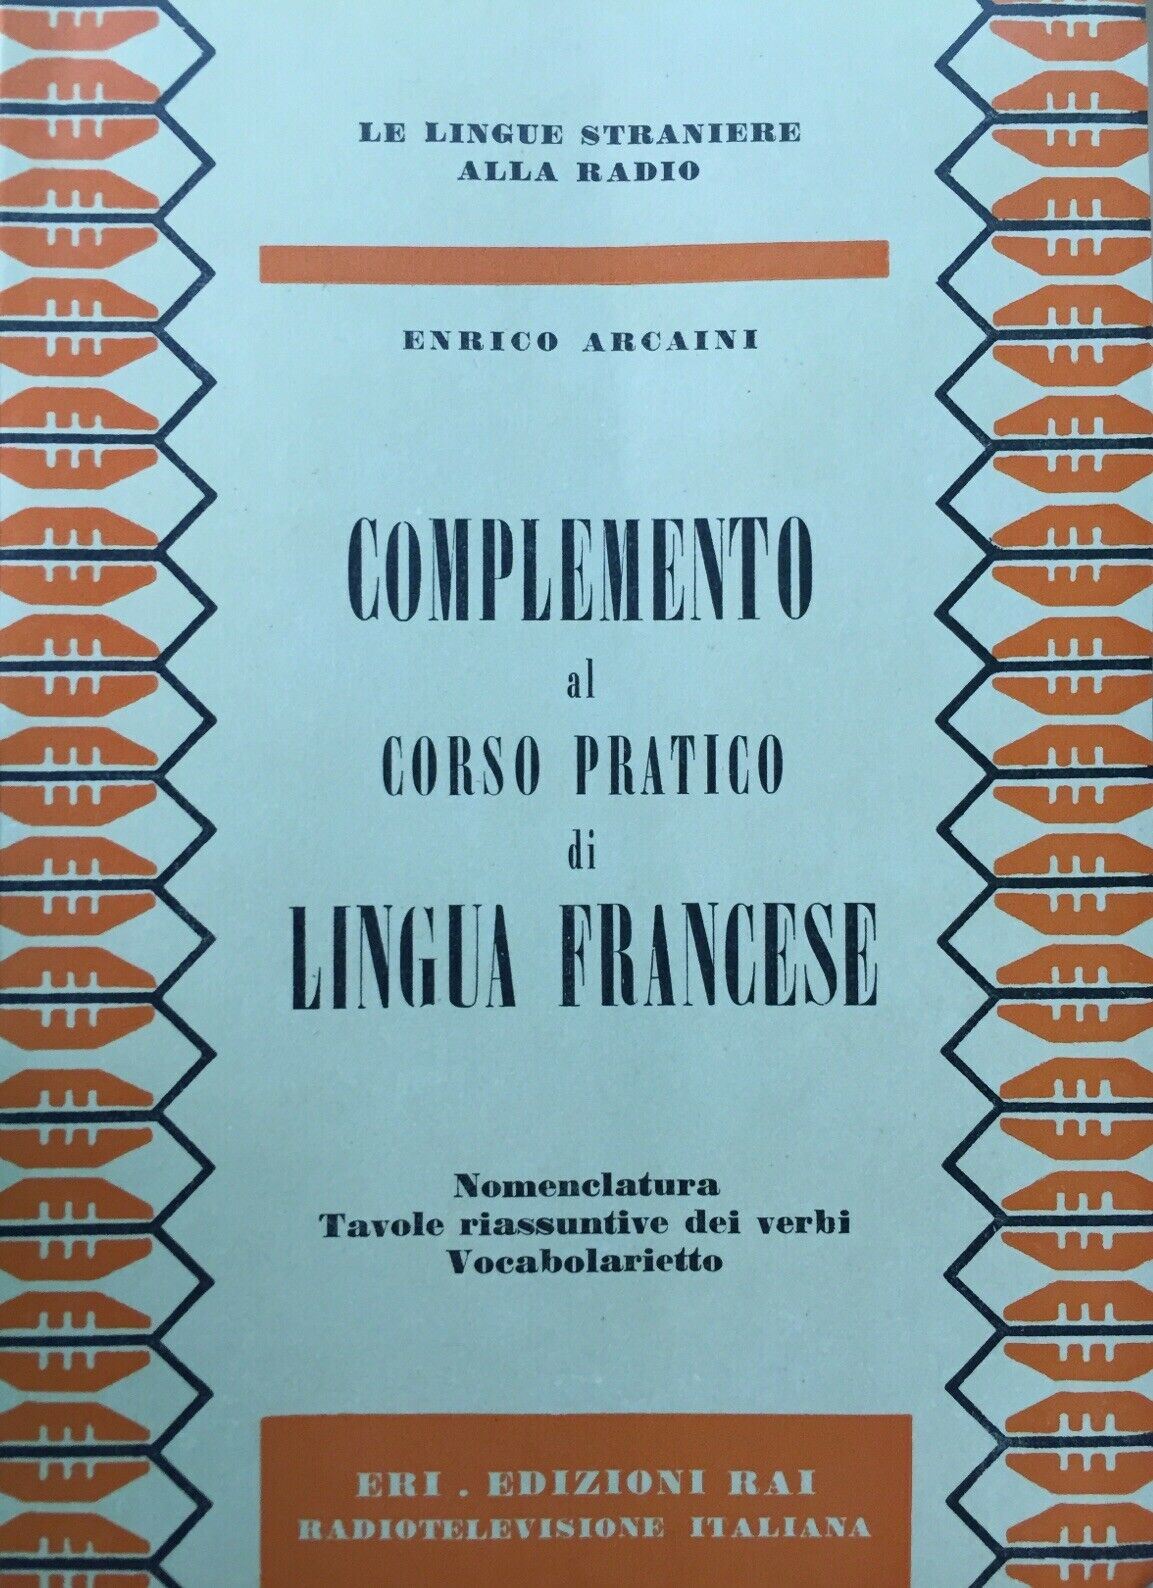 LE LINGUE STRANIERE
ALLA RADIO
ENRICO ARCAINI
COMPLEMENTO
al
CORSO PRATICO
di
LINGUA FRANCESE
Nomenclatura
Tavole riassuntive dei verbi
Vocabolarietto
ERI . EDIZIONI RAI
RADIOTELEVISIONE ITALIANA